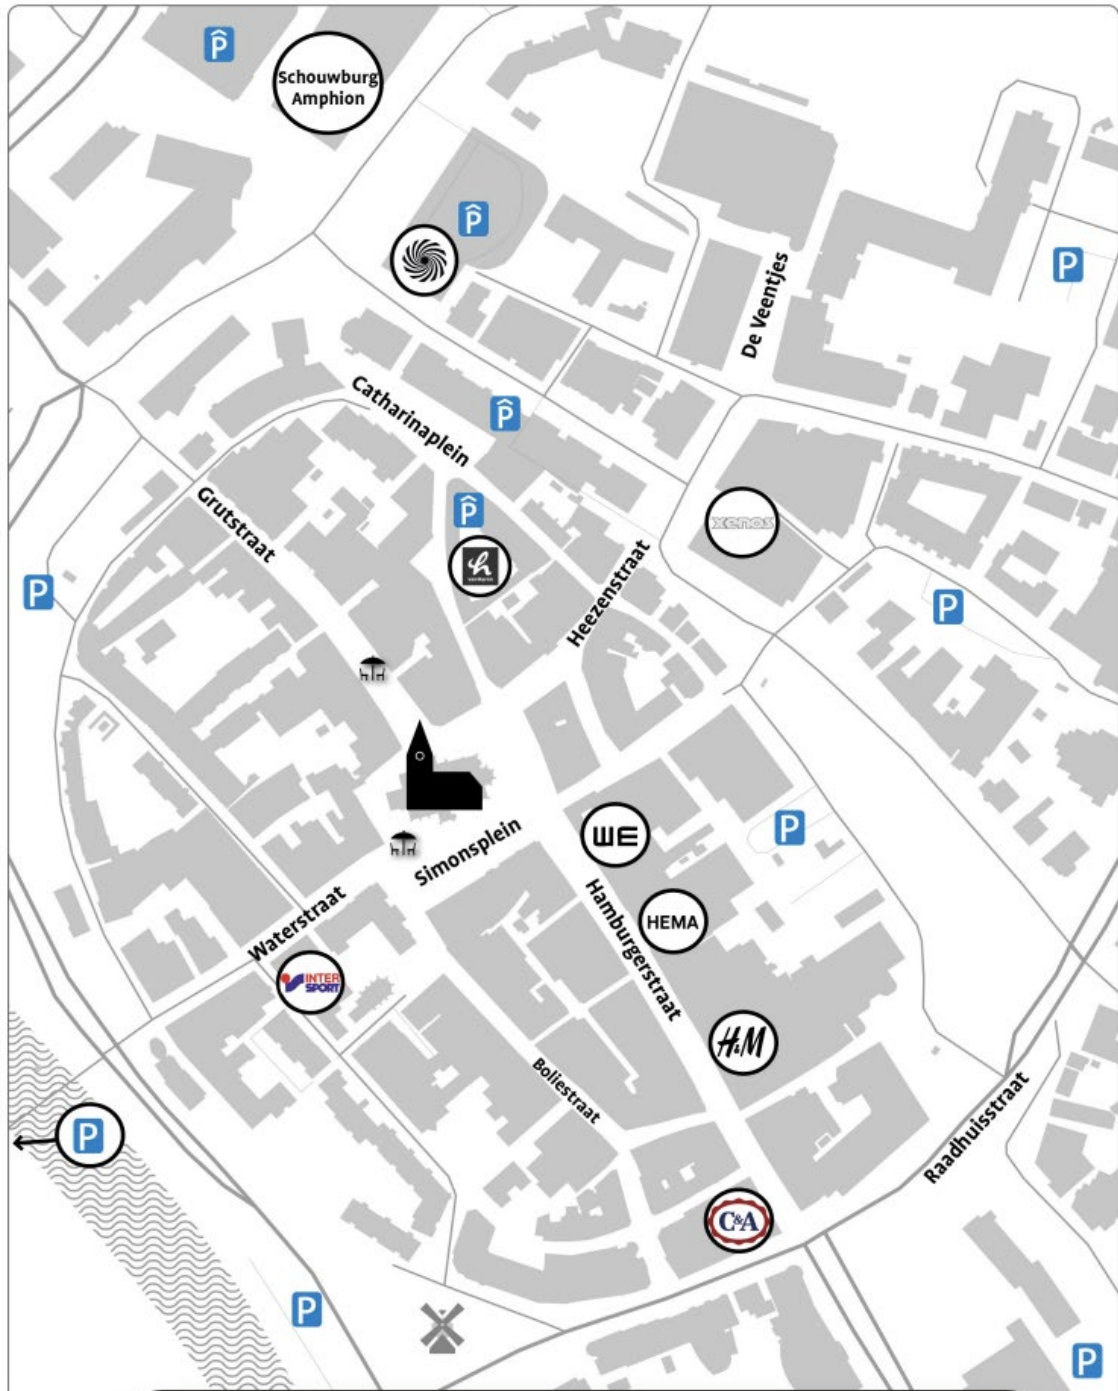 P
Schouwburg
Amphion
P
P
De Veentjes
Catharinaplein
P
Grutstraat
P
h
xenos
Heezenstraat
P
P
WE
P
Simonsplein
Hamburgerstraat
HEMA
Waterstraat
INTER
SPORT
H&M
Boliestraat
Raadhuisstraat
P
C&A
P
P